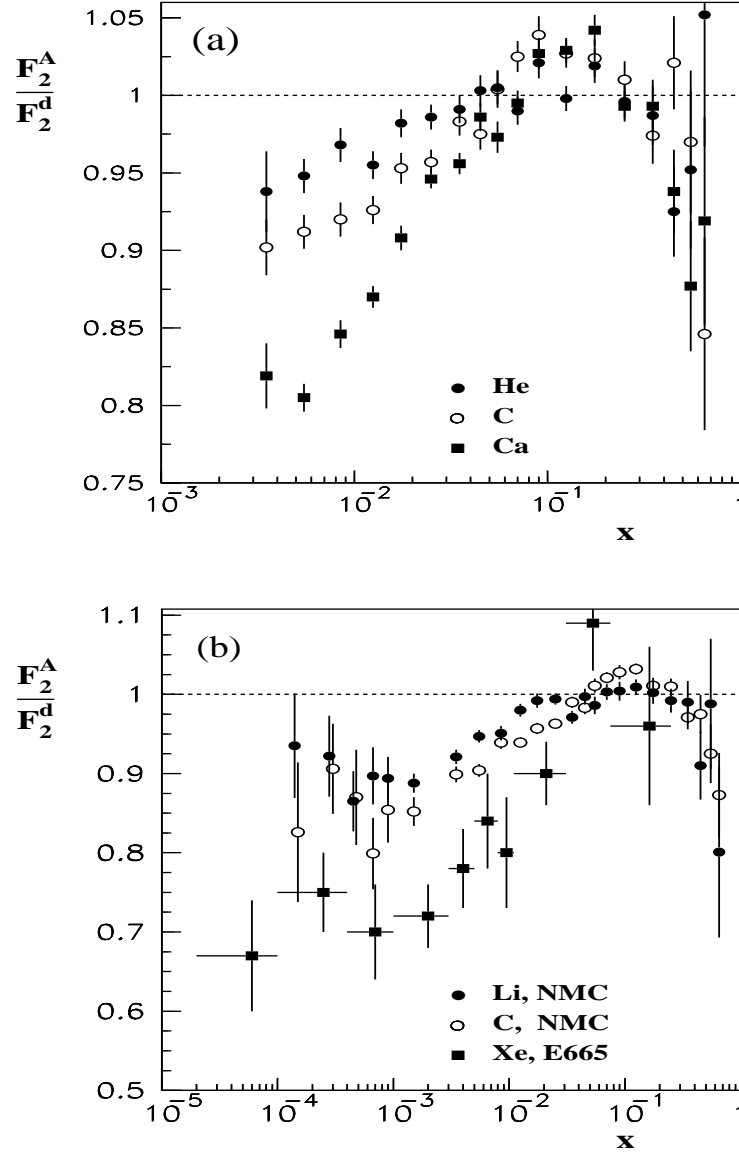 (a)
F₂ᴬ
F₂ᵈ
1.05
1
0.95
0.9
0.85
0.8
0.75
He
C
Ca
10⁻³ 10⁻² 10⁻¹ 1
x
(b)
F₂ᴬ
F₂ᵈ
1.1
1
0.9
0.8
0.7
0.6
0.5
Li, NMC
C, NMC
Xe, E665
10⁻⁵ 10⁻⁴ 10⁻³ 10⁻² 10⁻¹ 1
x